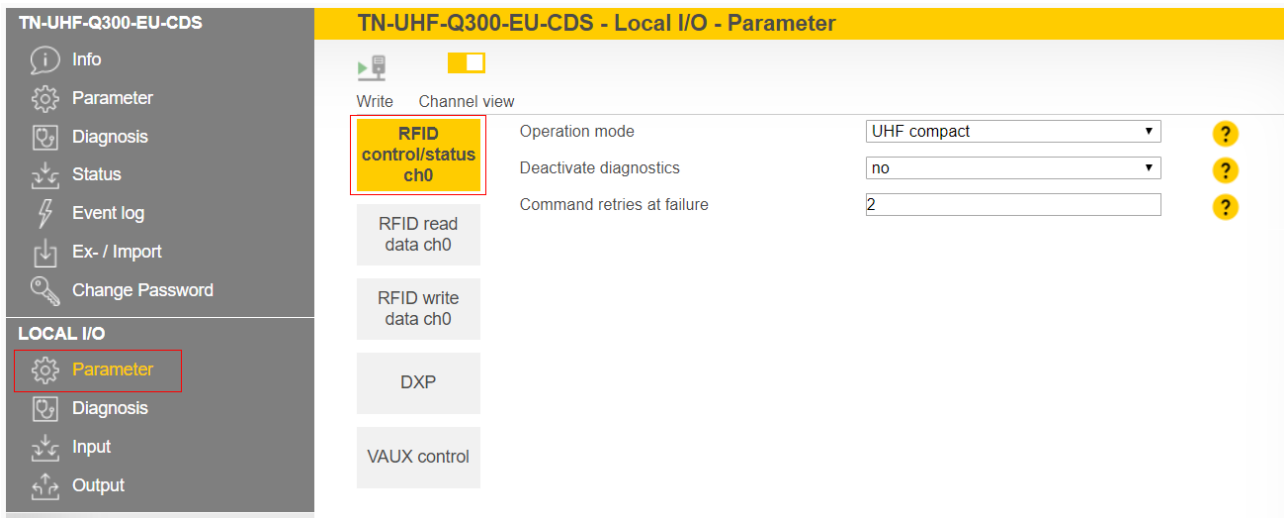 TN-UHF-Q300-EU-CDS
Info
Parameter
Diagnosis
Status
Event log
Ex- / Import
Change Password
LOCAL I/O
Parameter
Diagnosis
Input
Output
TN-UHF-Q300-EU-CDS - Local I/O - Parameter
Write Channel view
RFID
control/status
ch0
RFID read
data ch0
RFID write
data ch0
DXP
VAUX control
Operation mode UHF compact ?
Deactivate diagnostics no ?
Command retries at failure 2 ?